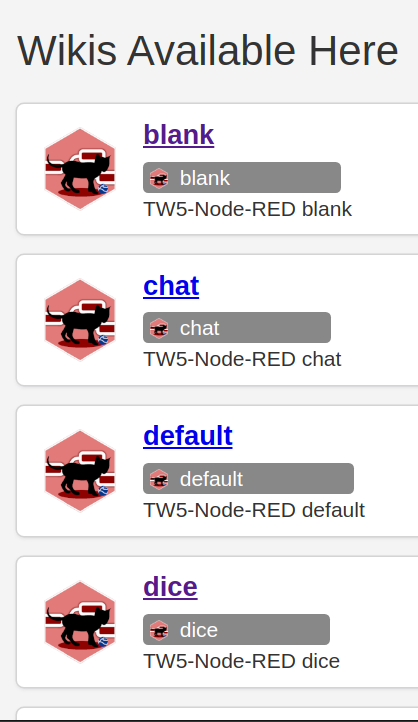 Wikis Available Here
blank
blank
TW5-Node-RED blank
chat
chat
TW5-Node-RED chat
default
default
TW5-Node-RED default
dice
dice
TW5-Node-RED dice